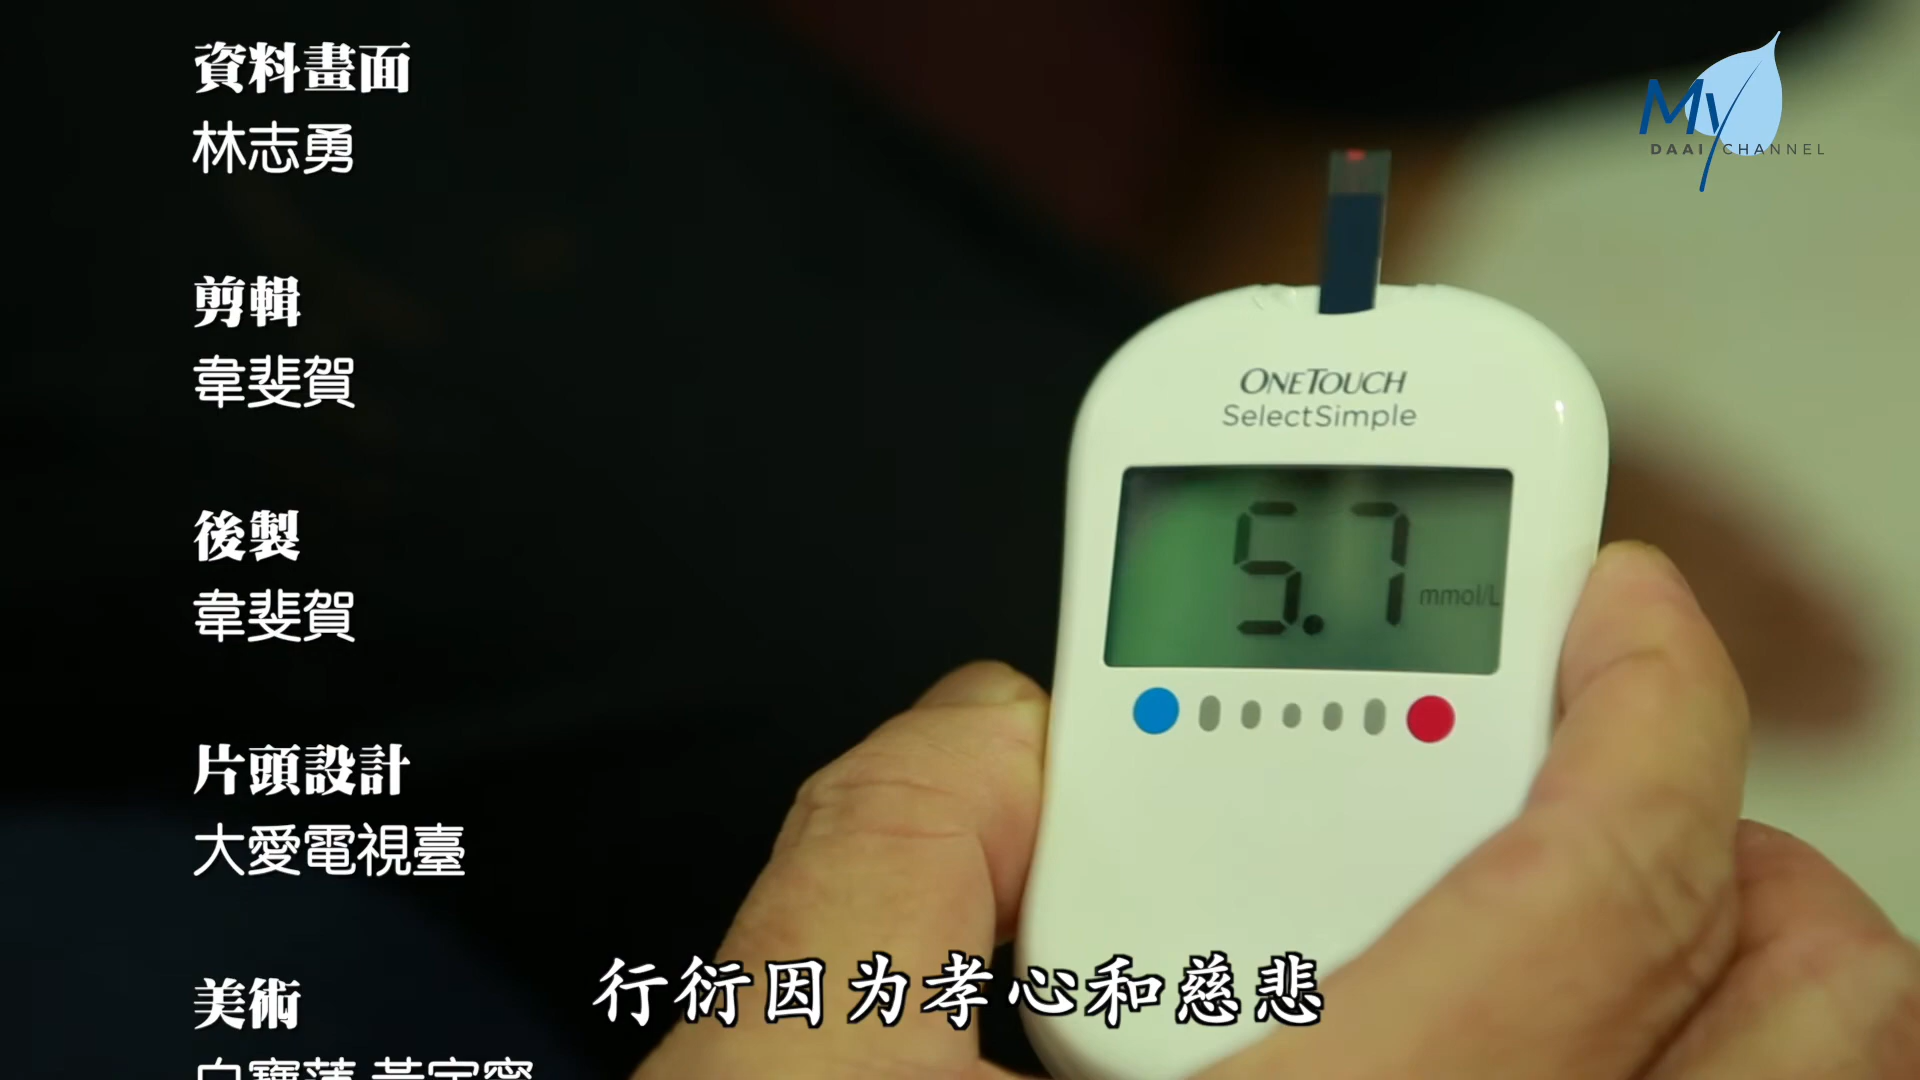 資料畫面
林志勇
剪輯
韋斐賀
後製
韋斐賀
片頭設計
大愛電視臺
美術
My
DAAI CHANNEL
ONETOUCH
SelectSimple
5.7 mmol/L
行衍因为孝心和慈悲